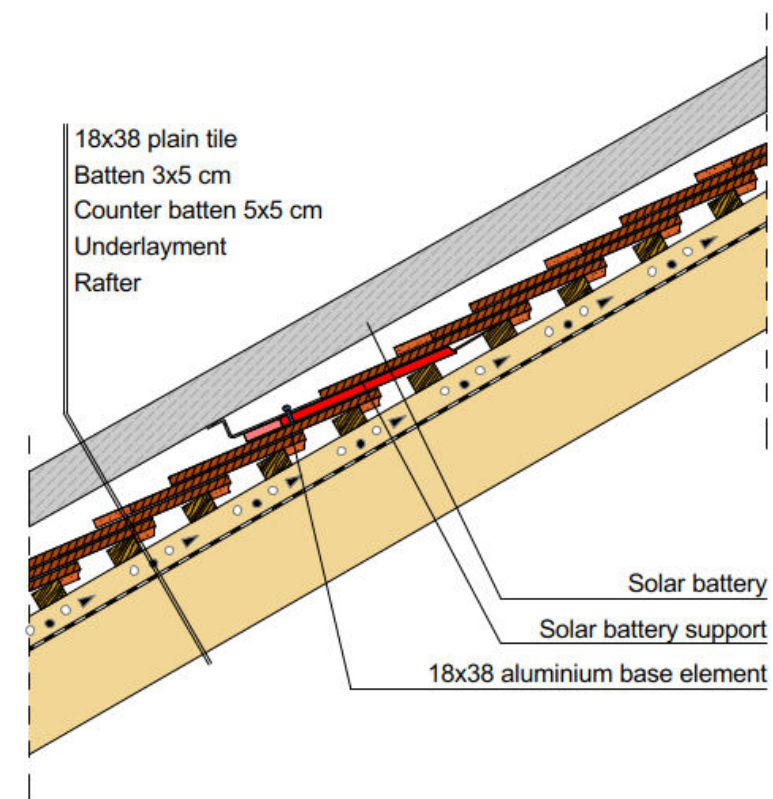 18x38 plain tile
Batten 3x5 cm
Counter batten 5x5 cm
Underlayment
Rafter
Solar battery
Solar battery support
18x38 aluminium base element